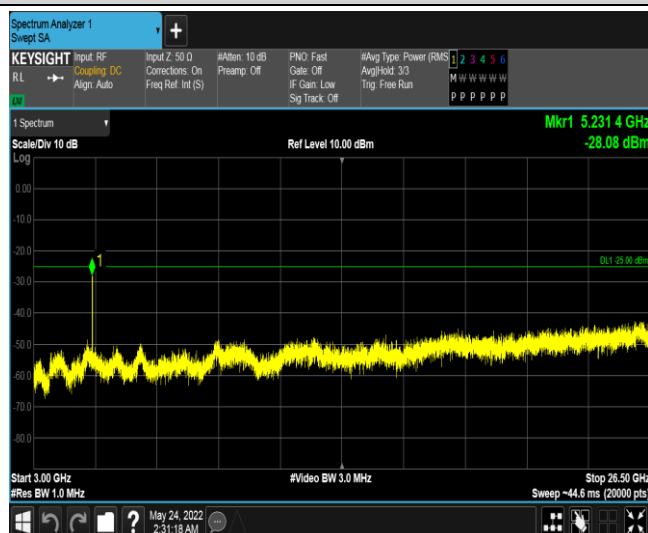 Spectrum Analyzer 1
Swept SA
+
KEYSIGHT
RL
LXI
Input: RF
Coupling: DC
Align: Auto
Input Z: 50 Ω
Corrections: On
Freq Ref: Int (S)
#Atten: 10 dB
Preamp: Off
PNO: Fast
Gate: Off
IF Gain: Low
Sig Track: Off
#Avg Type: Power (RMS
Avg|Hold: 3/3
Trig: Free Run
1 2 3 4 5 6
M W W W W W
P P P P P P
1 Spectrum
Mkr1 5.231 4 GHz
-28.08 dBm
Scale/Div 10 dB
Ref Level 10.00 dBm
Log
0.00
-10.0
-20.0
1
DL1 -25.00 dBm
-30.0
-40.0
-50.0
-60.0
-70.0
-80.0
Start 3.00 GHz
#Video BW 3.0 MHz
Stop 26.50 GHz
#Res BW 1.0 MHz
Sweep ~44.6 ms (20000 pts)
?
May 24, 2022
2:31:18 AM